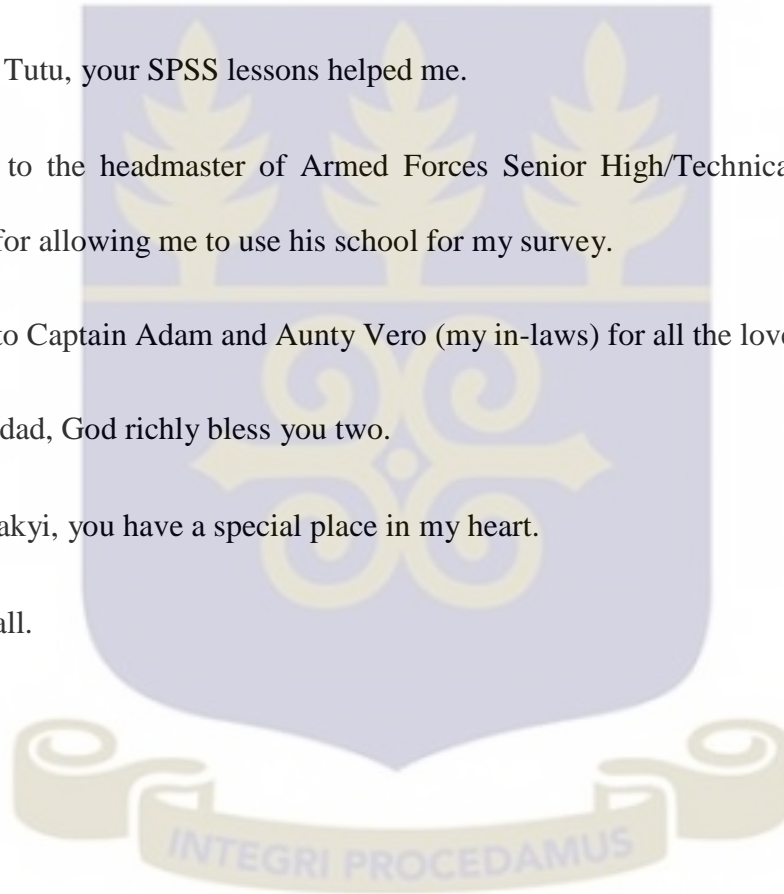 Tutu, your SPSS lessons helped me.
to the headmaster of Armed Forces Senior High/Technica
for allowing me to use his school for my survey.
to Captain Adam and Aunty Vero (my in-laws) for all the love
dad, God richly bless you two.
akyi, you have a special place in my heart.
all.
INTEGRI PROCEDAMUS